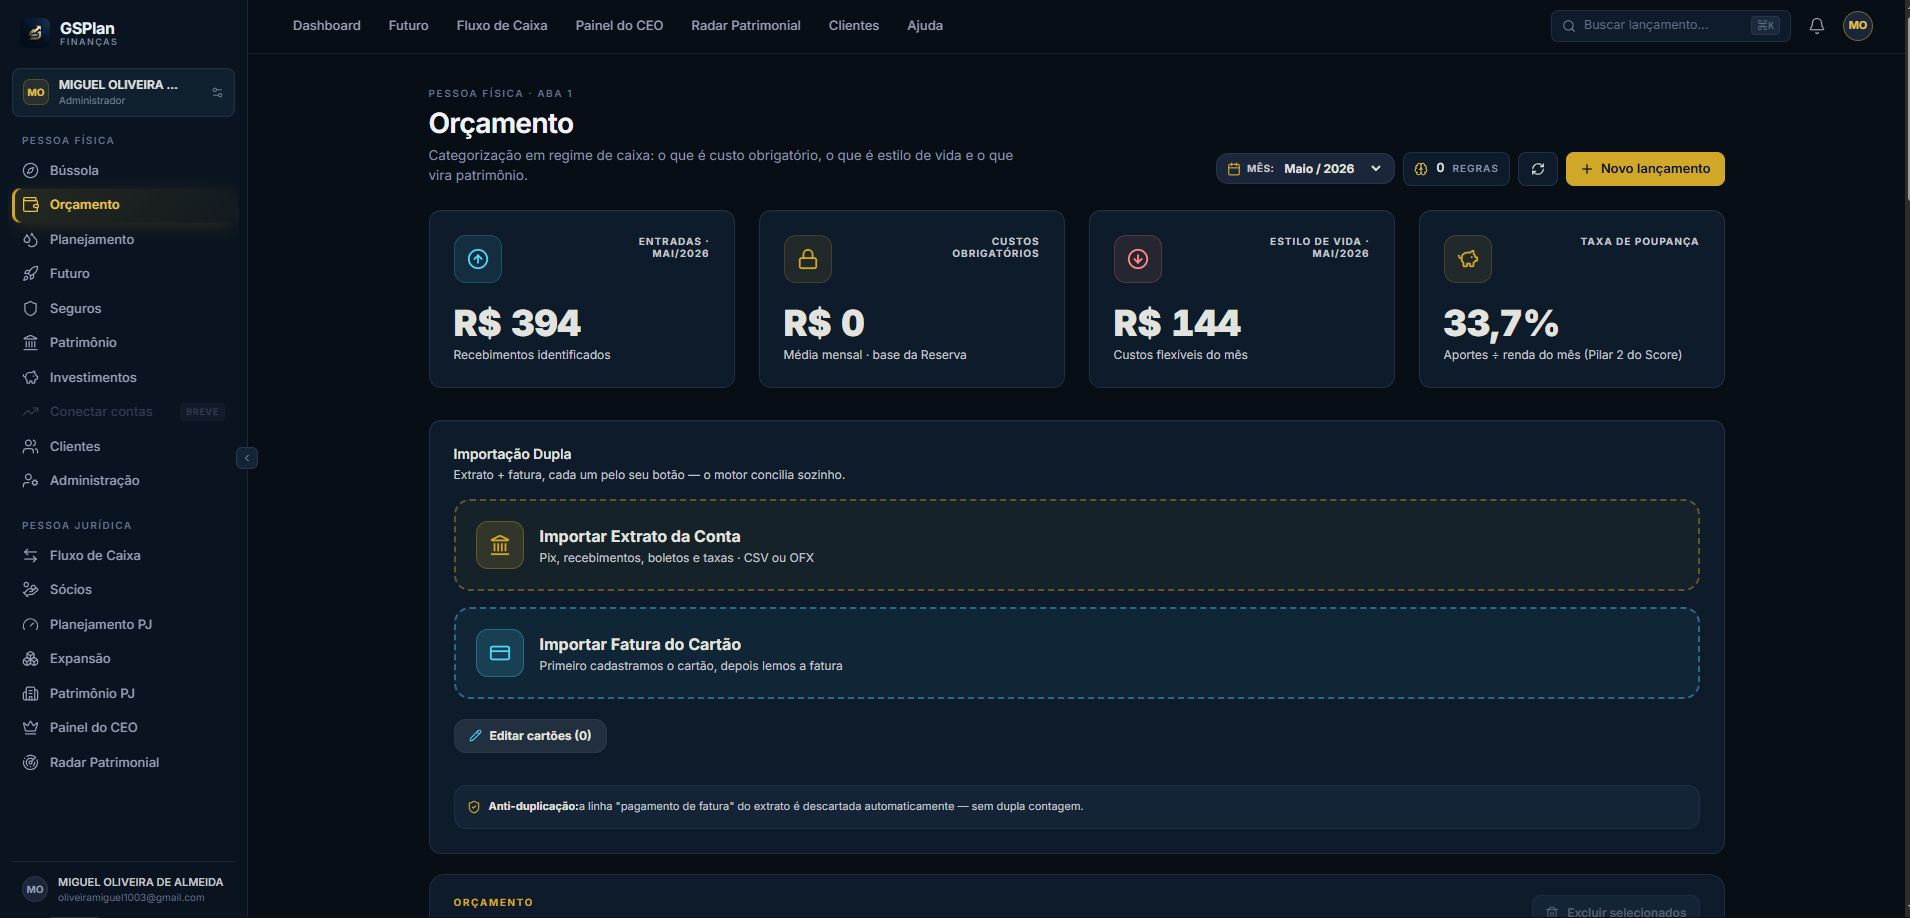 GSPlan
FINANÇAS
Dashboard
Futuro
Fluxo de Caixa
Painel do CEO
Radar Patrimonial
Clientes
Ajuda
Buscar lançamento...
⌘K
MO
MO
MIGUEL OLIVEIRA ...
Administrador
PESSOA FÍSICA
Bússola
Orçamento
Planejamento
Futuro
Seguros
Patrimônio
Investimentos
Conectar contas
BREVE
Clientes
Administração
PESSOA JURÍDICA
Fluxo de Caixa
Sócios
Planejamento PJ
Expansão
Patrimônio PJ
Painel do CEO
Radar Patrimonial
MO
MIGUEL OLIVEIRA DE ALMEIDA
oliveiramiguel1003@gmail.com
PESSOA FÍSICA · ABA 1
Orçamento
Categorização em regime de caixa: o que é custo obrigatório, o que é estilo de vida e o que
vira patrimônio.
MÊS: Maio / 2026
0 REGRAS
+ Novo lançamento
ENTRADAS ·
MAI/2026
R$ 394
Recebimentos identificados
CUSTOS
OBRIGATÓRIOS
R$ 0
Média mensal · base da Reserva
ESTILO DE VIDA ·
MAI/2026
R$ 144
Custos flexíveis do mês
TAXA DE POUPANÇA
33,7%
Aportes ÷ renda do mês (Pilar 2 do Score)
Importação Dupla
Extrato + fatura, cada um pelo seu botão — o motor concilia sozinho.
Importar Extrato da Conta
Pix, recebimentos, boletos e taxas · CSV ou OFX
Importar Fatura do Cartão
Primeiro cadastramos o cartão, depois lemos a fatura
Editar cartões (0)
Anti-duplicação:a linha "pagamento de fatura" do extrato é descartada automaticamente — sem dupla contagem.
ORÇAMENTO
Excluir selecionados